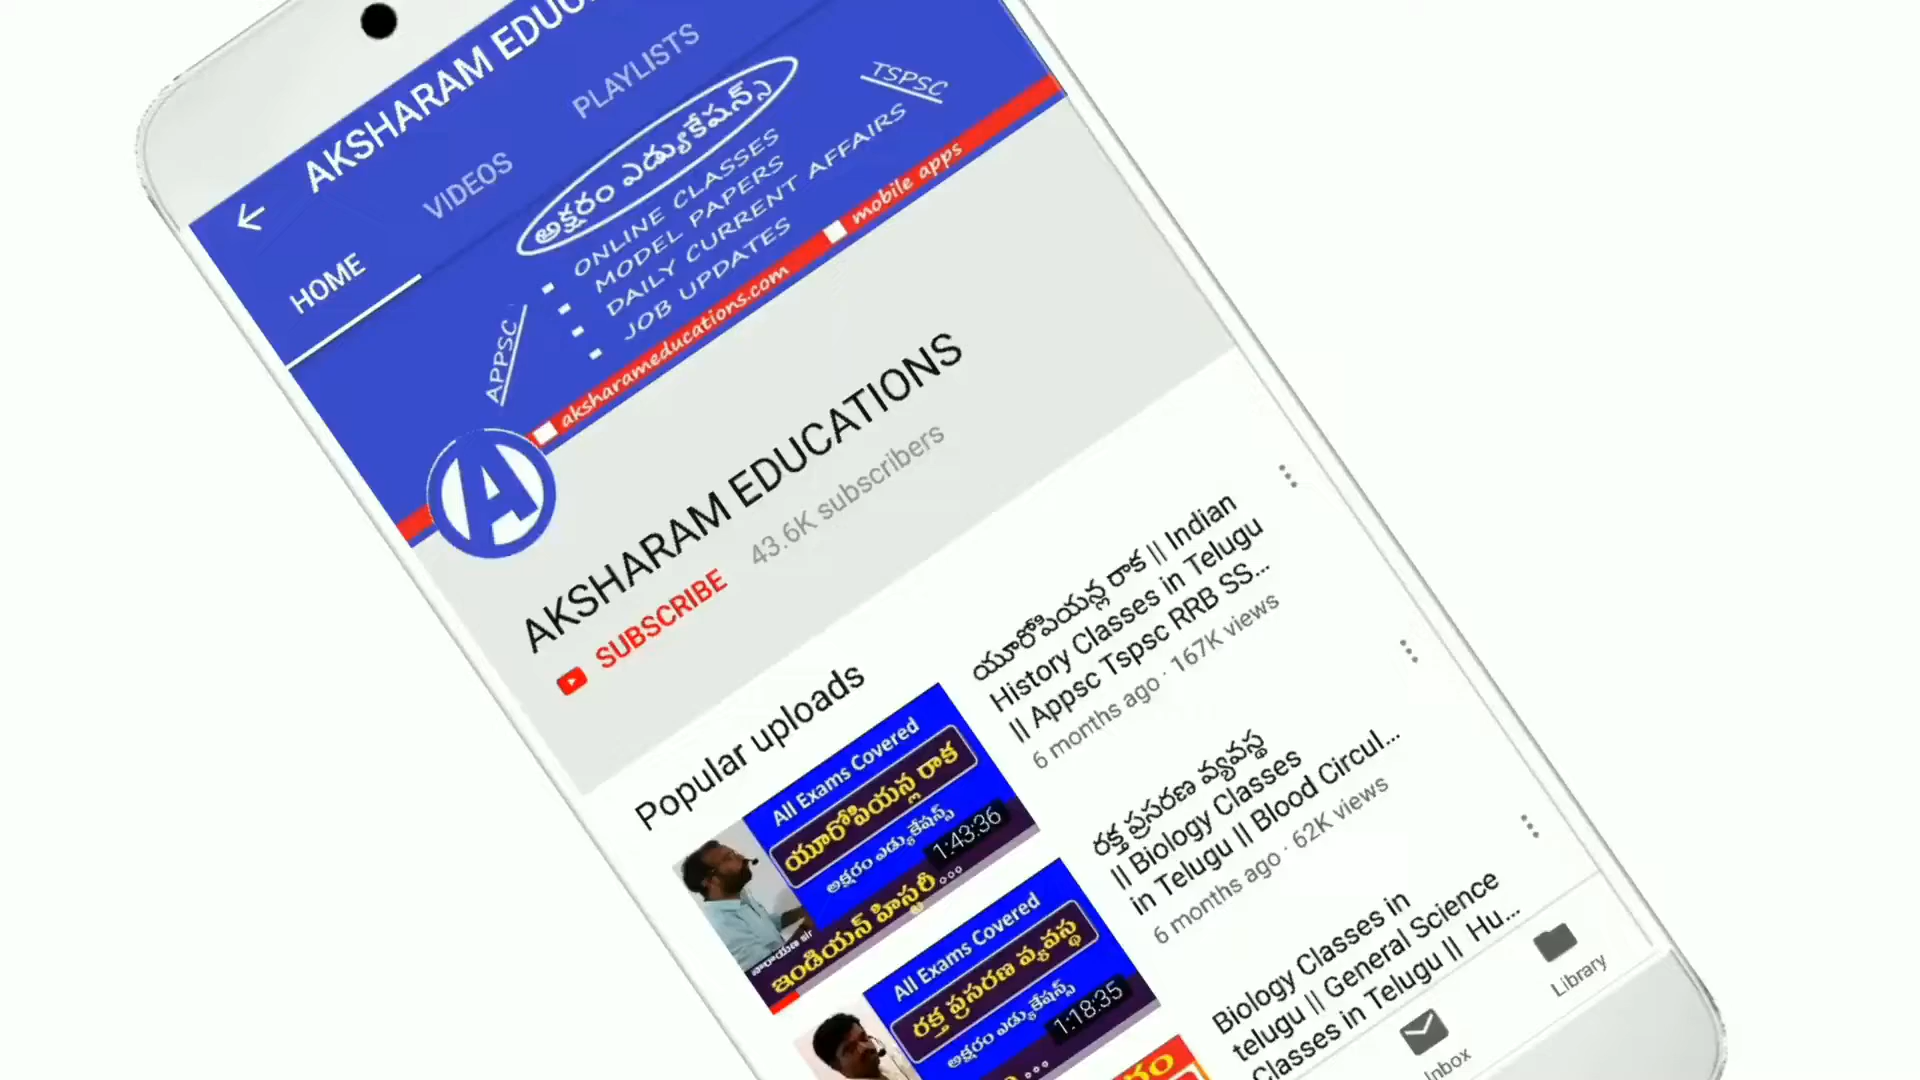 AKSHARAM EDUC
HOME
VIDEOS
PLAYLISTS
అక్షరం ఎడ్యుకేషన్స్
TSPSC
APPSC
ONLINE CLASSES
MODEL PAPERS
DAILY CURRENT AFFAIRS
JOB UPDATES
aksharameducations.com
mobile apps
A
AKSHARAM EDUCATIONS
SUBSCRIBE
43.6K subscribers
Popular uploads
All Exams Covered
యూరోపియన్ల రాక
అక్షరం ఎడ్యుకేషన్స్
1:43:36
నారాయణ sir
ఇండియన్ హిస్టరీ...
యూరోపియన్ల రాక || Indian
History Classes in Telugu
|| Appsc Tspsc RRB SS...
6 months ago · 167K views
All Exams Covered
రక్త ప్రసరణ వ్యవస్థ
అక్షరం ఎడ్యుకేషన్స్
1:18:35
రక్త ప్రసరణ వ్యవస్థ
|| Biology Classes
in Telugu || Blood Circul...
6 months ago · 62K views
Biology Classes in
telugu || General Science
Classes in Telugu || Hu...
Inbox
Library